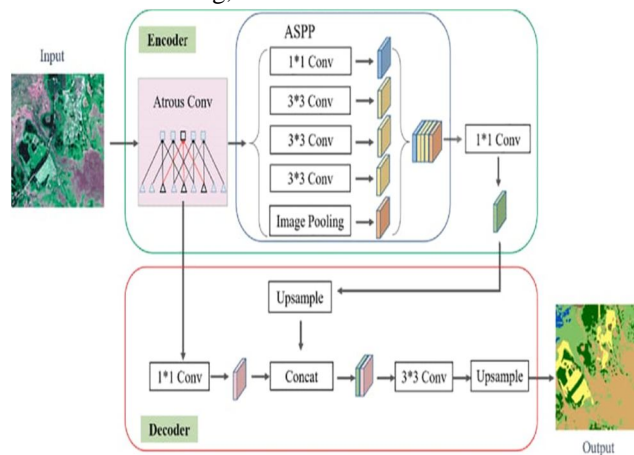 Encoder
ASPP
Input
1*1 Conv
Atrous Conv
3*3 Conv
3*3 Conv
1*1 Conv
3*3 Conv
Image Pooling
Upsample
1*1 Conv
Concat
3*3 Conv
Upsample
Decoder
Output